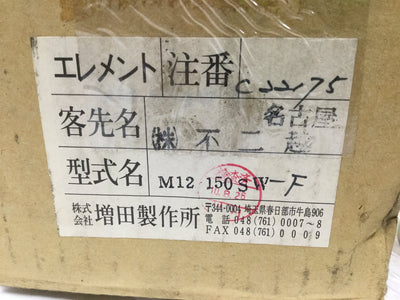 エレメント 注番 C2275
客先名 ㈱不二越 名古屋
型式名 M12 150SW-F
株式会社 増田製作所
〒344-0004 埼玉県春日部市牛島906
電話 048(761)0007〜8
FAX 048(761)0009